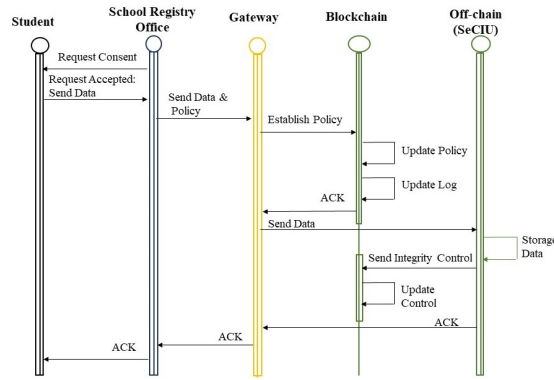 Student
School Registry
Office
Gateway
Blockchain
Off-chain
(SeCIU)
Request Consent
Request Accepted:
Send Data
Send Data &
Policy
Establish Policy
Update Policy
Update Log
ACK
Send Data
Storage
Data
Send Integrity Control
Update
Control
ACK
ACK
ACK